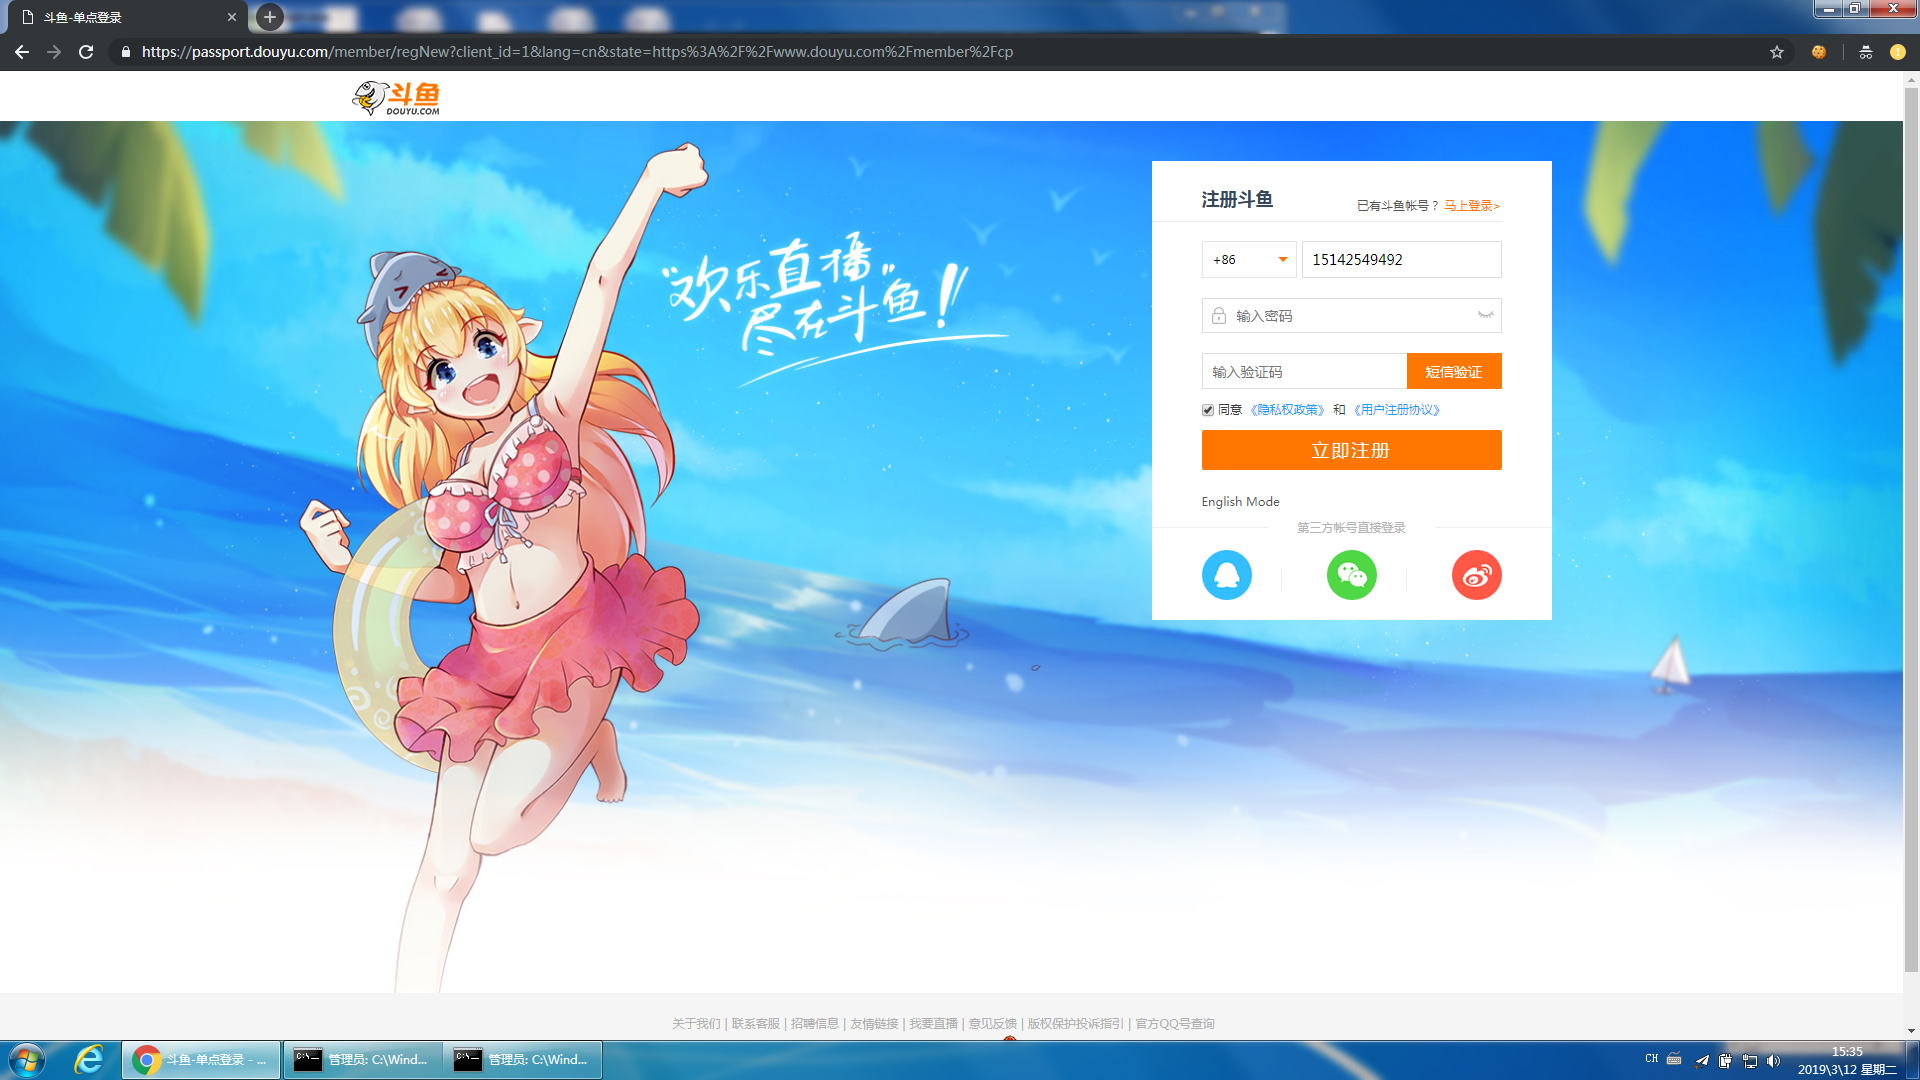 斗鱼-单点登录
https://passport.douyu.com/member/regNew?client_id=1&lang=cn&state=https%3A%2F%2Fwww.douyu.com%2Fmember%2Fcp
斗鱼
DOUYU.COM
注册斗鱼
已有斗鱼帐号？马上登录>
+86
15142549492
“欢乐直播”
尽在斗鱼！
输入密码
输入验证码
短信验证
同意《隐私权政策》 和 《用户注册协议》
立即注册
English Mode
第三方帐号直接登录
关于我们 | 联系客服 | 招聘信息 | 友情链接 | 我要直播 | 意见反馈 | 版权保护投诉指引 | 官方QQ号查询
斗鱼-单点登录 - ...
管理员: C:\Wind...
管理员: C:\Wind...
CH
15:35
2019\3\12 星期二